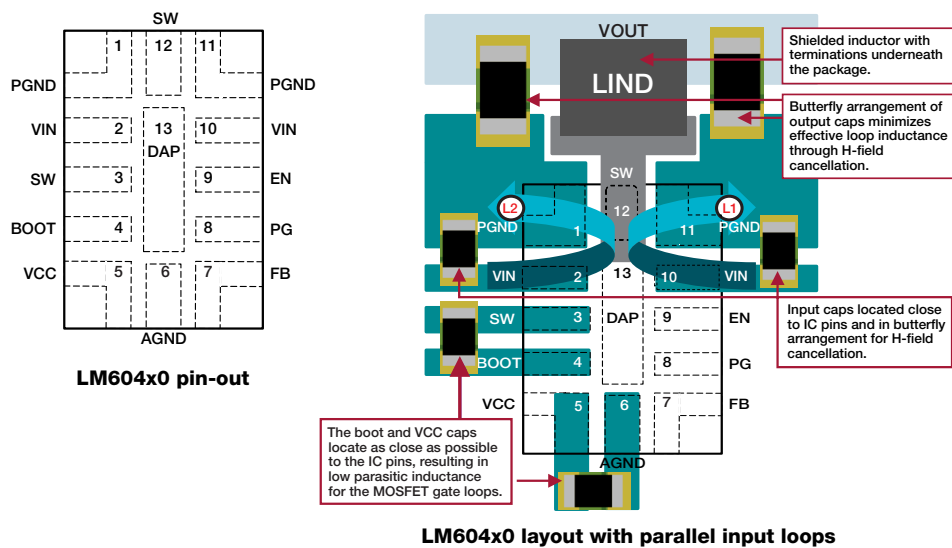 SW
1
12
11
PGND
PGND
VIN
2
13
10
VIN
DAP
SW
3
9
EN
BOOT
4
8
PG
VCC
5
6
7
FB
AGND
LM604x0 pin-out
VOUT
LIND
SW
L2
12
L1
PGND
1
11
PGND
VIN
2
13
10
VIN
SW
3
DAP
9
EN
BOOT
4
8
PG
VCC
5
6
7
FB
AGND
Shielded inductor with
terminations underneath
the package.
Butterfly arrangement of
output caps minimizes
effective loop inductance
through H-field
cancellation.
Input caps located close
to IC pins and in butterfly
arrangement for H-field
cancellation.
The boot and VCC caps
locate as close as possible
to the IC pins, resulting in
low parasitic inductance
for the MOSFET gate loops.
LM604x0 layout with parallel input loops